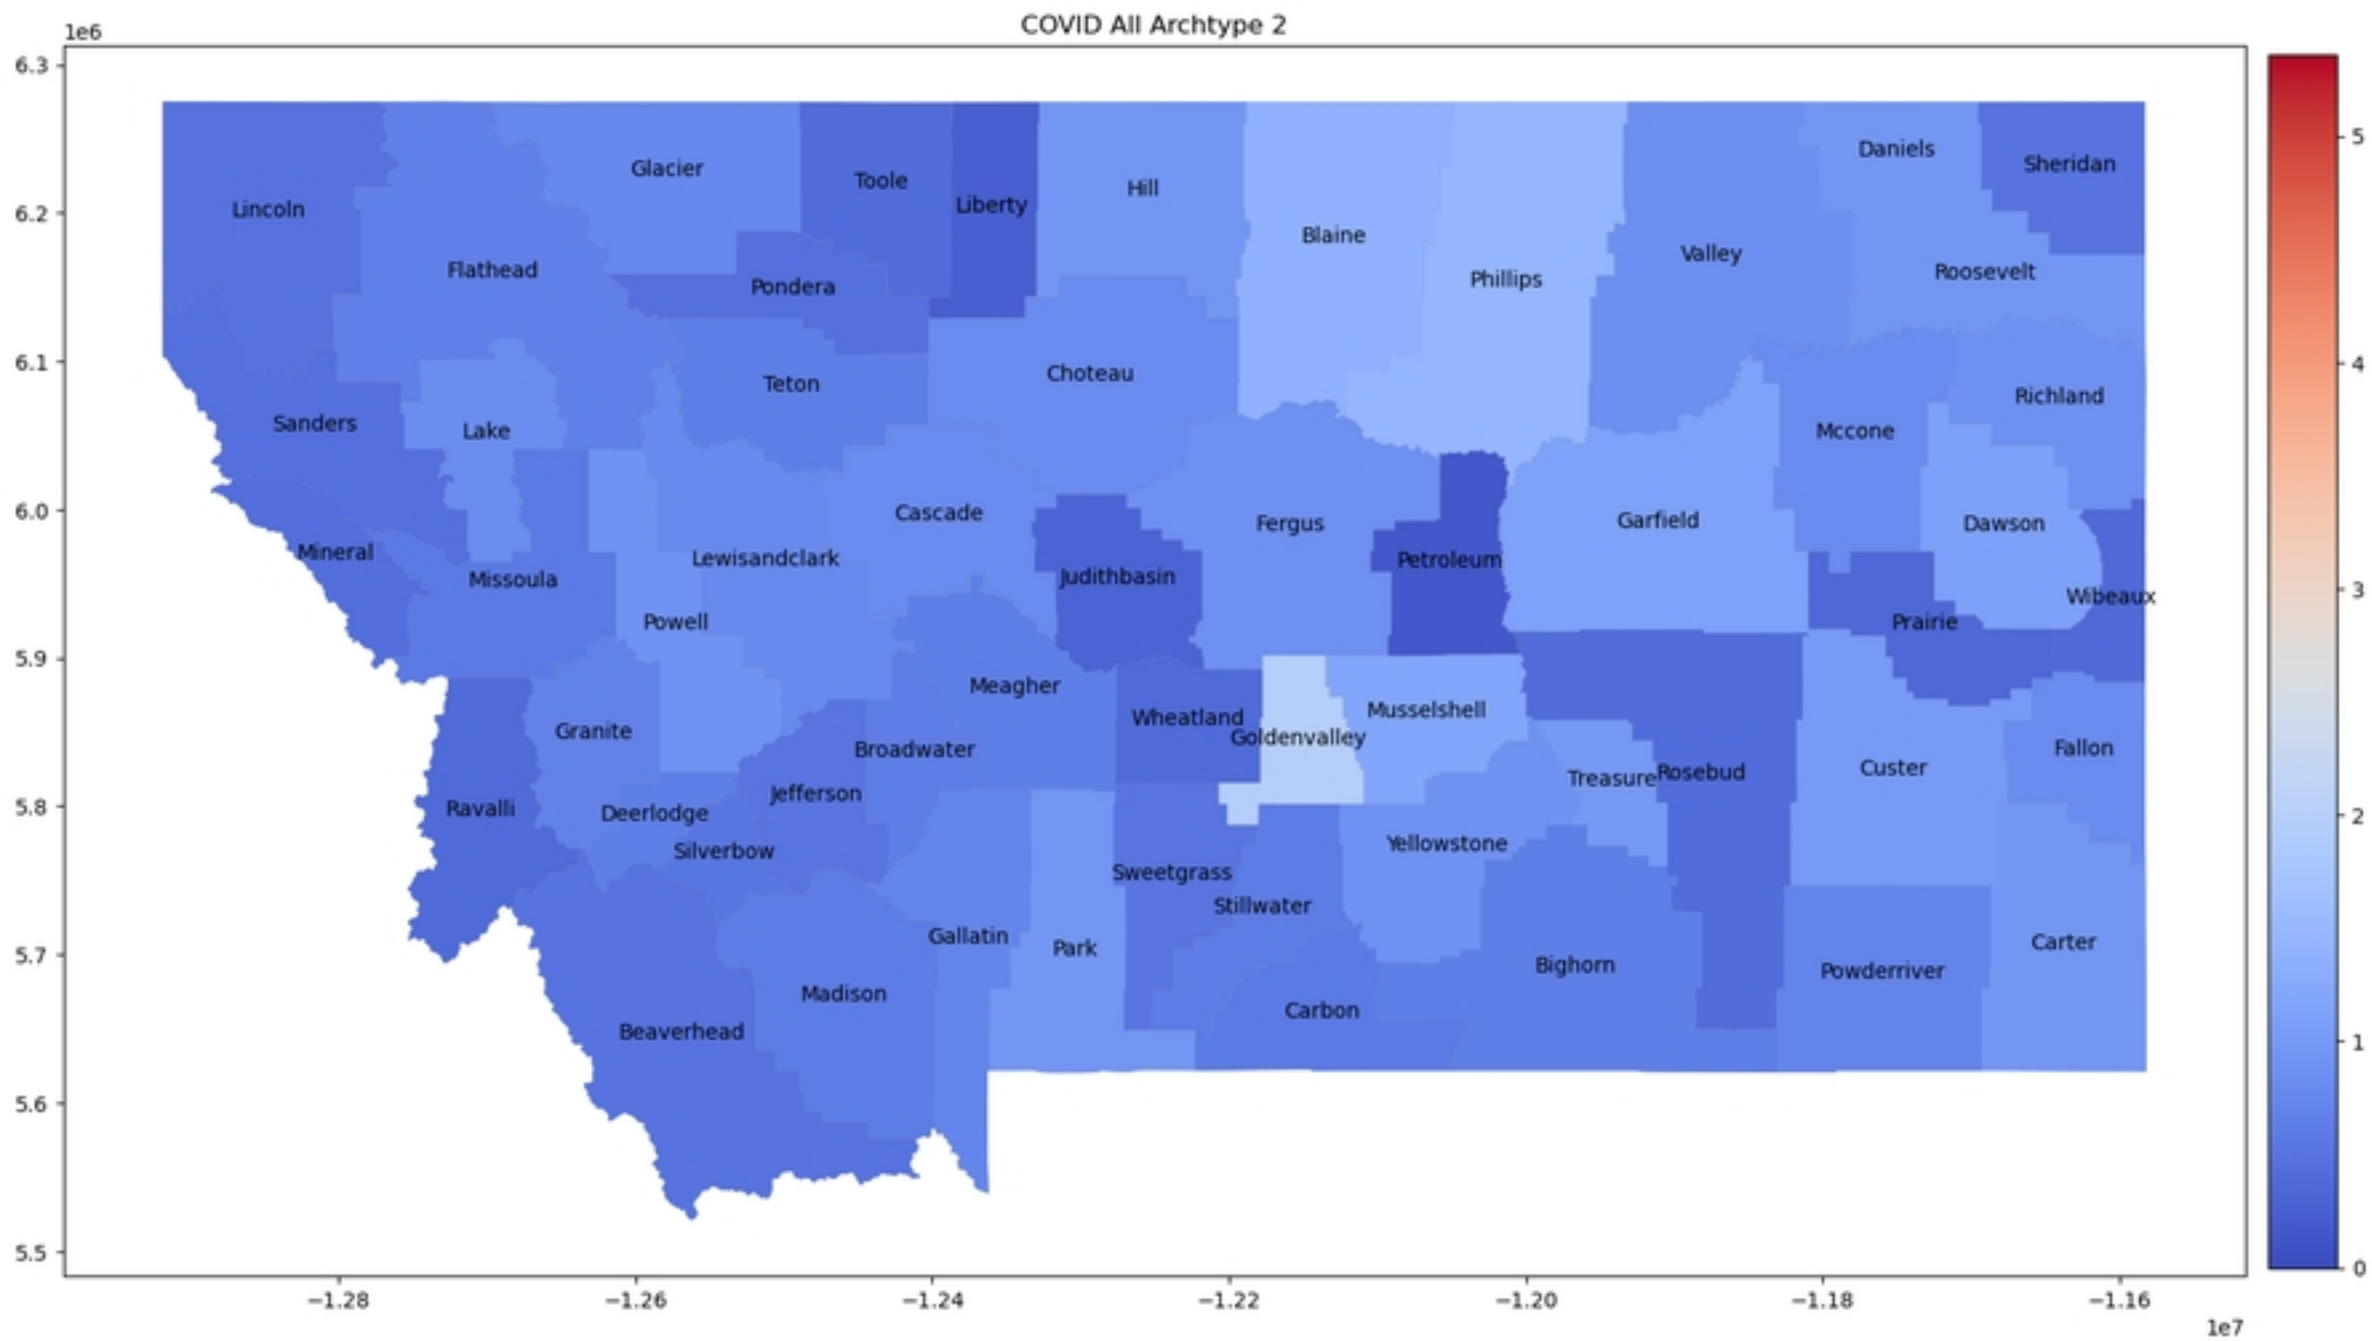 COVID All Archtype 2
1e6
6.3
6.2
6.1
6.0
5.9
5.8
5.7
5.6
5.5
Daniels
Sheridan
Glacier
Toole
Hill
Liberty
Lincoln
Blaine
Valley
Flathead
Roosevelt
Phillips
Pondera
Choteau
Teton
Richland
Sanders
Lake
Mccone
Cascade
Garfield
Fergus
Dawson
Mineral
Lewisandclark
Petroleum
Missoula
Judithbasin
Wibeaux
Powell
Prairie
Meagher
Musselshell
Wheatland
Granite
Goldenvalley
Broadwater
Fallon
Custer
Rosebud
Treasure
Jefferson
Ravalli
Deerlodge
Yellowstone
Silverbow
Sweetgrass
Stillwater
Gallatin
Carter
Park
Bighorn
Powderriver
Madison
Carbon
Beaverhead
−1.28 −1.26 −1.24 −1.22 −1.20 −1.18 −1.16
1e7
5
4
3
2
1
0